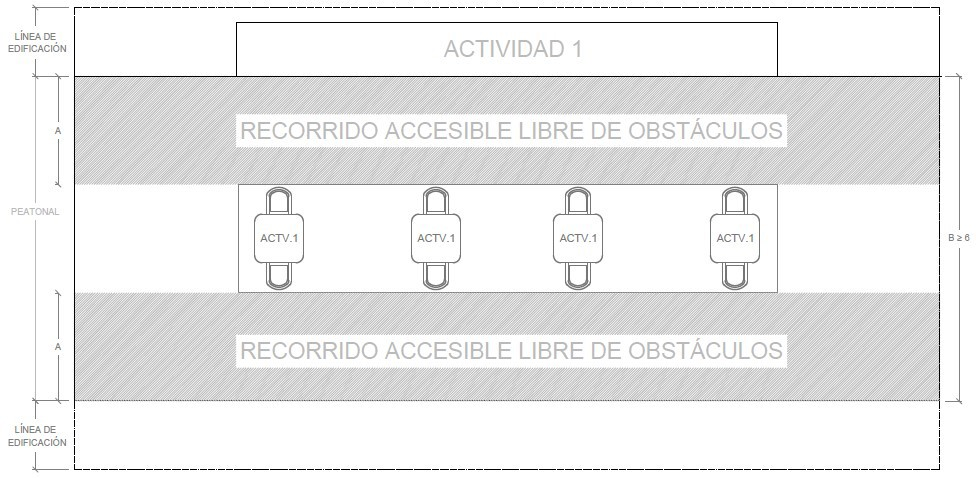 LÍNEA DE
EDIFICACIÓN
ACTIVIDAD 1
A
RECORRIDO ACCESIBLE LIBRE DE OBSTÁCULOS
PEATONAL
ACTV.1
ACTV.1
ACTV.1
ACTV.1
B ≥ 6
A
RECORRIDO ACCESIBLE LIBRE DE OBSTÁCULOS
LÍNEA DE
EDIFICACIÓN